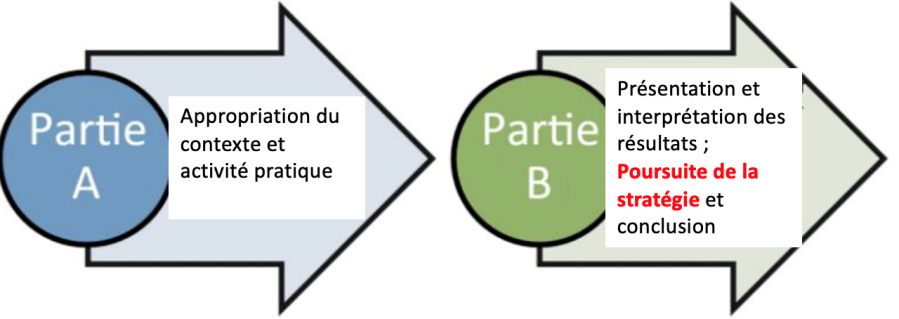 Partie
A
Appropriation du
contexte et
activité pratique
Partie
B
Présentation et
interprétation des
résultats ;
Poursuite de la
stratégie et
conclusion